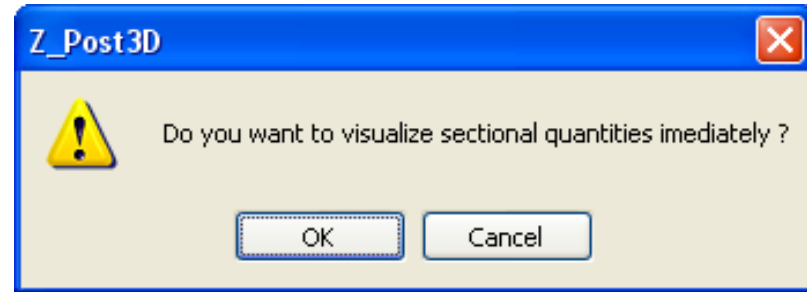 Z_Post3D
Do you want to visualize sectional quantities imediately ?
OK
Cancel